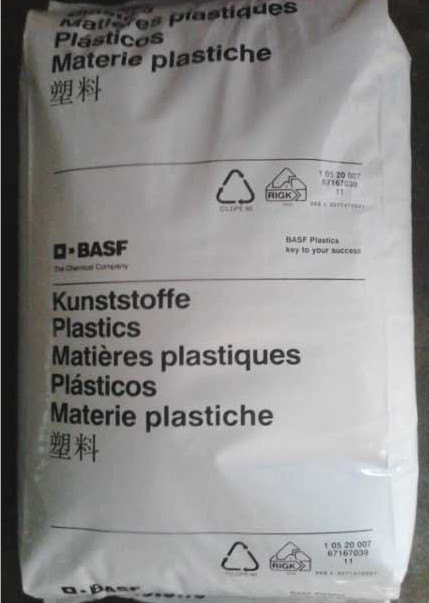 Matières plastiques
Plásticos
Materie plastiche
塑料
RIGK
1 05 20 007
67167039
11
BASF
The Chemical Company
BASF Plastics
key to your success
Kunststoffe
Plastics
Matières plastiques
Plásticos
Materie plastiche
塑料
RIGK
1 05 20 007
67167039
11
BASF